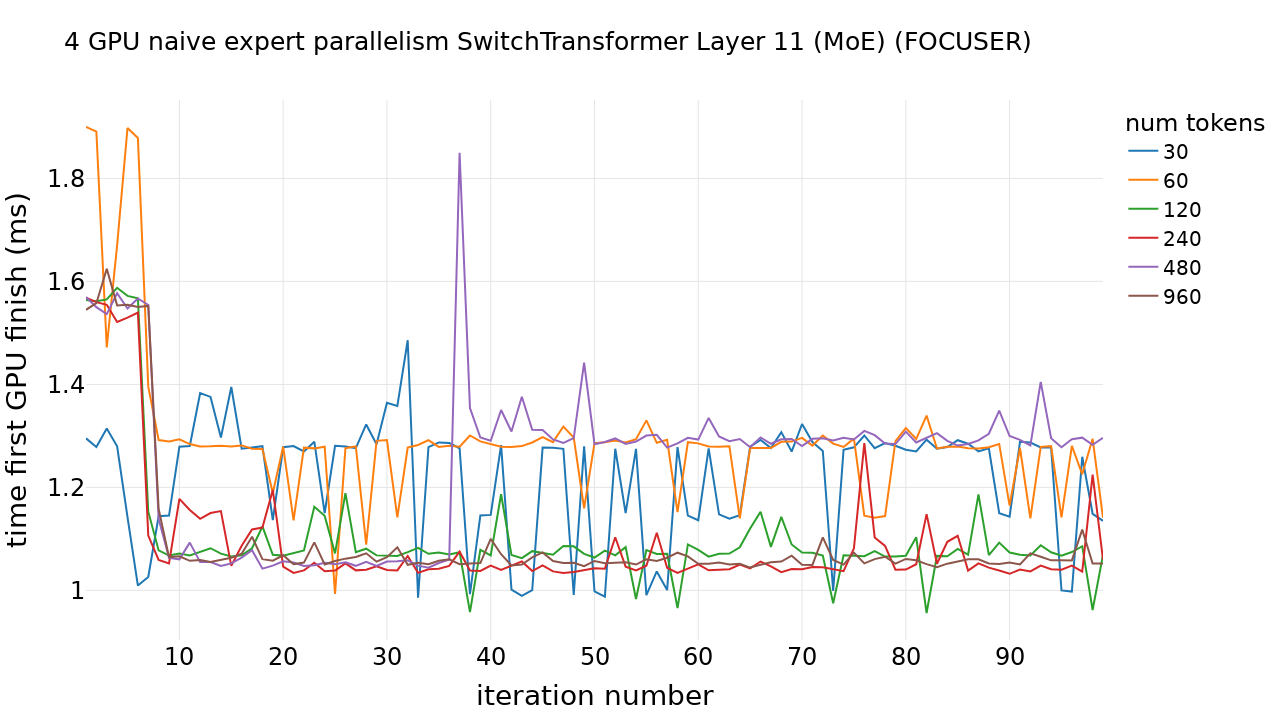 4 GPU naive expert parallelism SwitchTransformer Layer 11 (MoE) (FOCUSER)
num tokens
30
60
120
240
480
960
time first GPU finish (ms)
1.8
1.6
1.4
1.2
1
10 20 30 40 50 60 70 80 90
iteration number